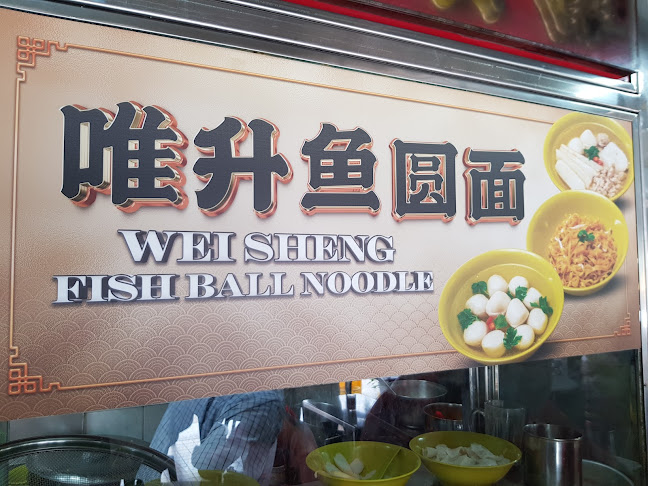 唯升鱼圆面
WEI SHENG
FISH BALL NOODLE